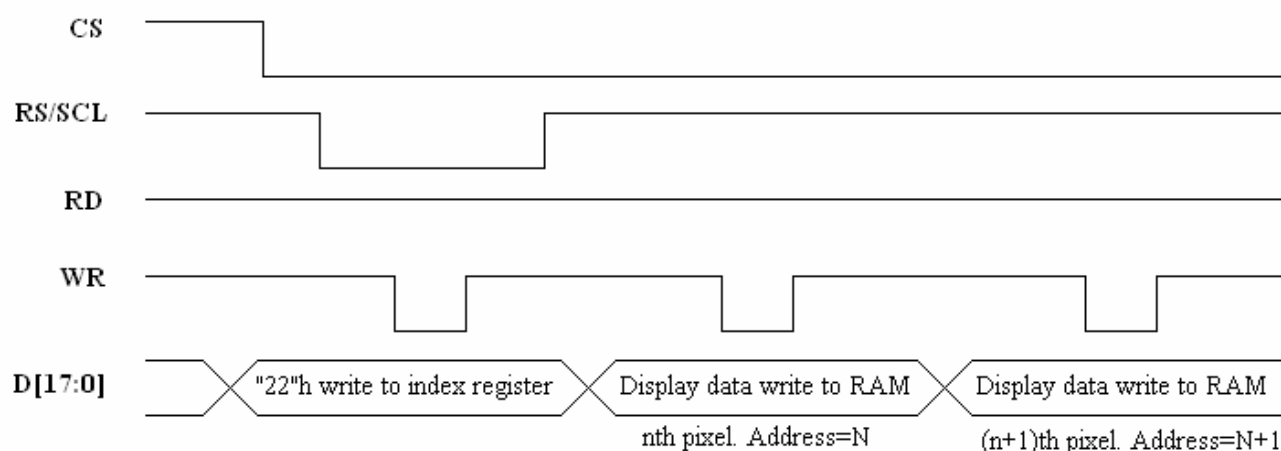 CS
RS/SCL
RD
WR
D[17:0]
"22"h write to index register
Display data write to RAM
Display data write to RAM
nth pixel. Address=N
(n+1)th pixel. Address=N+1